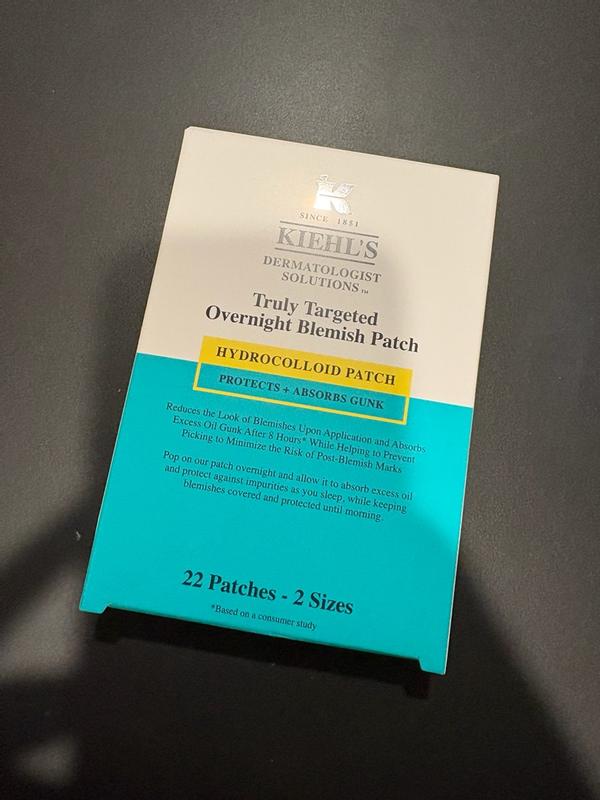 SINCE 1851
KIEHL'S
DERMATOLOGIST
SOLUTIONS™
Truly Targeted
Overnight Blemish Patch
HYDROCOLLOID PATCH
PROTECTS + ABSORBS GUNK
Reduces the Look of Blemishes Upon Application and Absorbs
Excess Oil Gunk After 8 Hours* While Helping to Prevent
Picking to Minimize the Risk of Post-Blemish Marks
Pop on our patch overnight and allow it to absorb excess oil
and protect against impurities as you sleep, while keeping
blemishes covered and protected until morning.
22 Patches - 2 Sizes
*Based on a consumer study